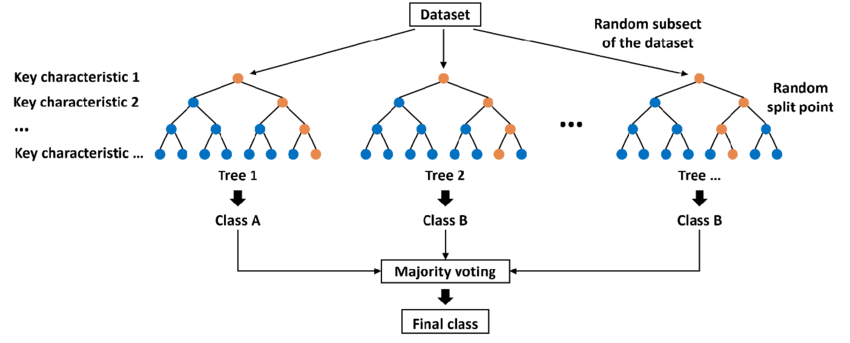 Dataset
Random subsect
of the dataset
Key characteristic 1
Key characteristic 2
Random
split point
...
...
Key characteristic ...
Tree 1
Tree 2
Tree ...
Class A
Class B
Class B
Majority voting
Final class